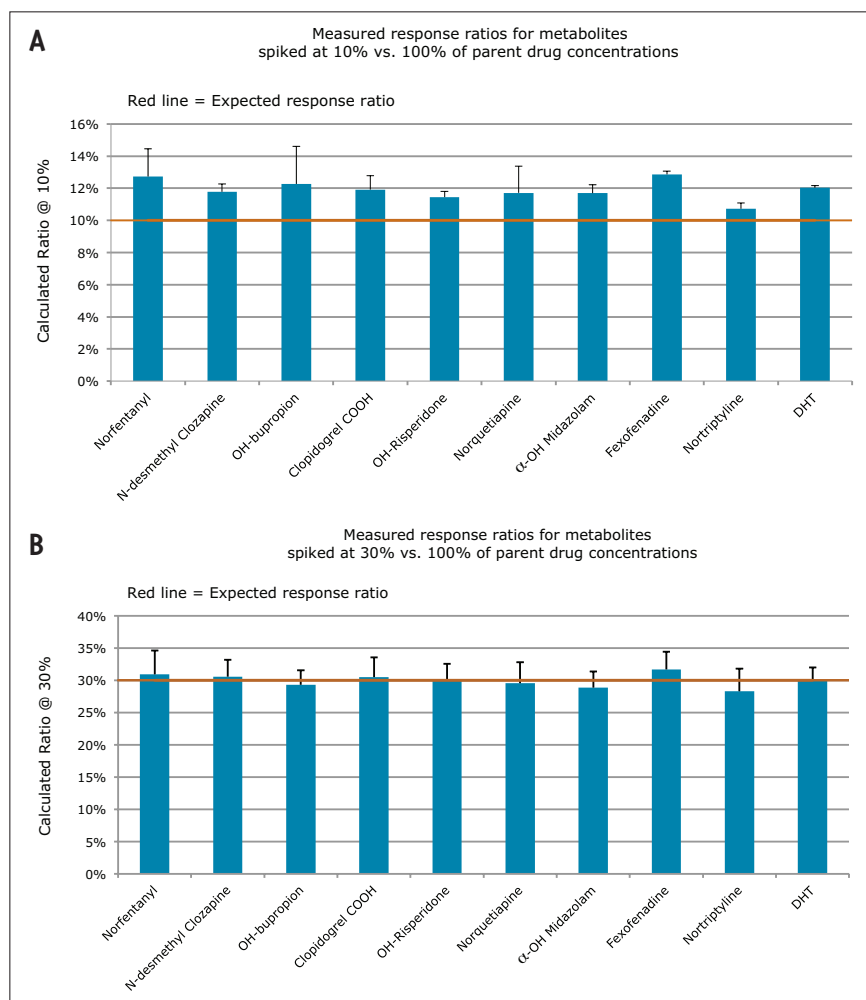 A
Measured response ratios for metabolites
spiked at 10% vs. 100% of parent drug concentrations
Red line = Expected response ratio
Calculated Ratio @ 10%
16%
14%
12%
10%
8%
6%
4%
2%
0%
Norfentanyl
N-desmethyl Clozapine
OH-bupropion
Clopidogrel COOH
OH-Risperidone
Norquetiapine
α-OH Midazolam
Fexofenadine
Nortriptyline
DHT
B
Measured response ratios for metabolites
spiked at 30% vs. 100% of parent drug concentrations
Red line = Expected response ratio
Calculated Ratio @ 30%
40%
35%
30%
25%
20%
15%
10%
5%
0%
Norfentanyl
N-desmethyl Clozapine
OH-bupropion
Clopidogrel COOH
OH-Risperidone
Norquetiapine
α-OH Midazolam
Fexofenadine
Nortriptyline
DHT